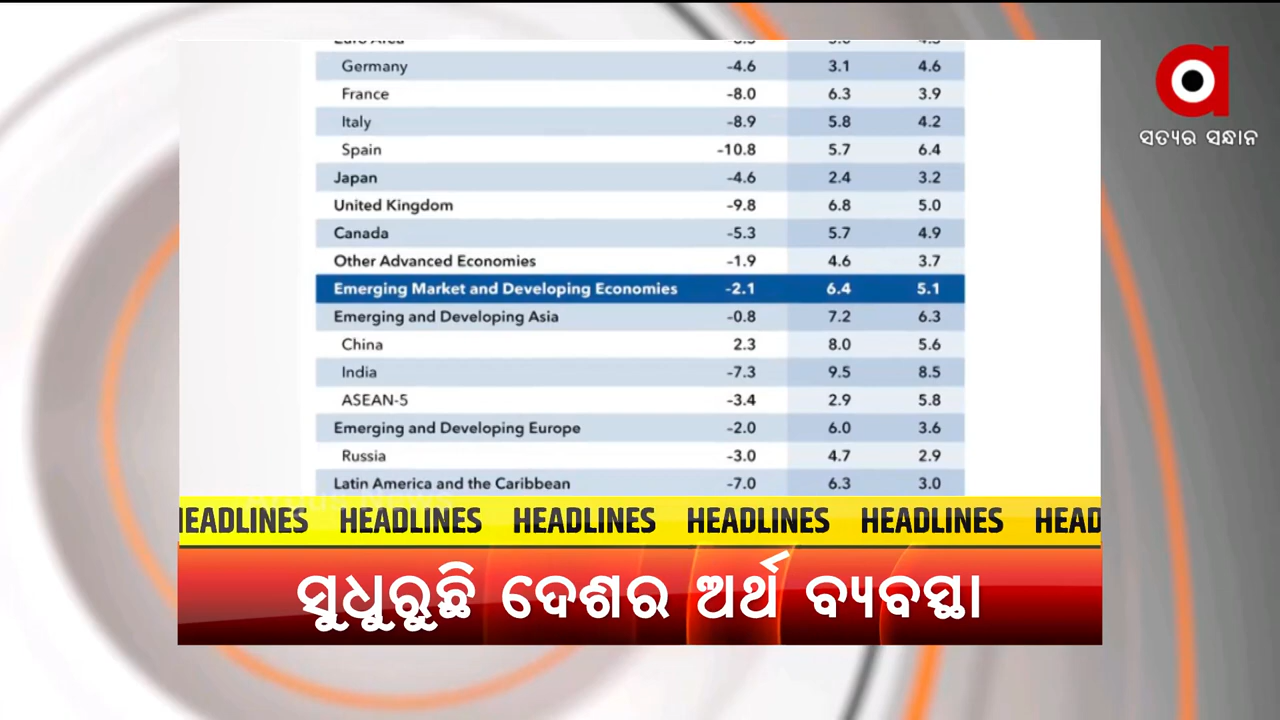 Germany -4.6 3.1 4.6
France -8.0 6.3 3.9
Italy -8.9 5.8 4.2
Spain -10.8 5.7 6.4
Japan -4.6 2.4 3.2
United Kingdom -9.8 6.8 5.0
Canada -5.3 5.7 4.9
Other Advanced Economies -1.9 4.6 3.7
Emerging Market and Developing Economies -2.1 6.4 5.1
Emerging and Developing Asia -0.8 7.2 6.3
China 2.3 8.0 5.6
India -7.3 9.5 8.5
ASEAN-5 -3.4 2.9 5.8
Emerging and Developing Europe -2.0 6.0 3.6
Russia -3.0 4.7 2.9
Latin America and the Caribbean -7.0 6.3 3.0
a
ସତ୍ୟର ସନ୍ଧାନ
HEADLINES HEADLINES HEADLINES HEADLINES HEADLINES HEAD
ସୁଧୁରୁଛି ଦେଶର ଅର୍ଥ ବ୍ୟବସ୍ଥା